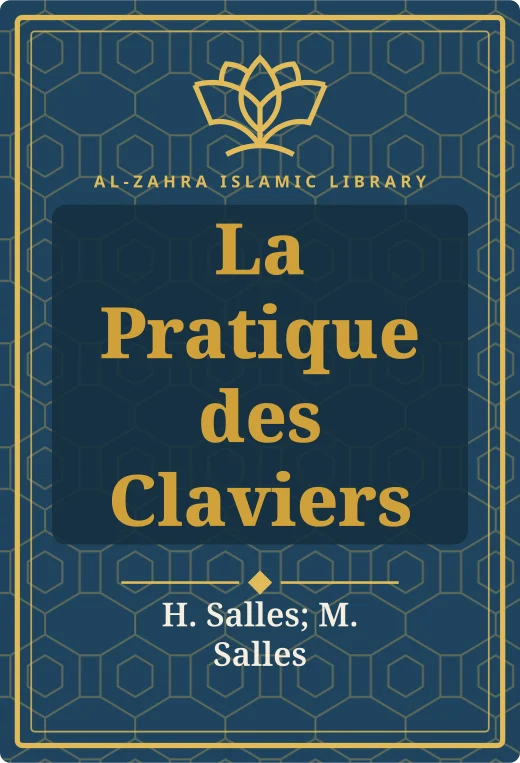 AL-ZAHRA ISLAMIC LIBRARY
La
Pratique
des
Claviers
H. Salles; M.
Salles